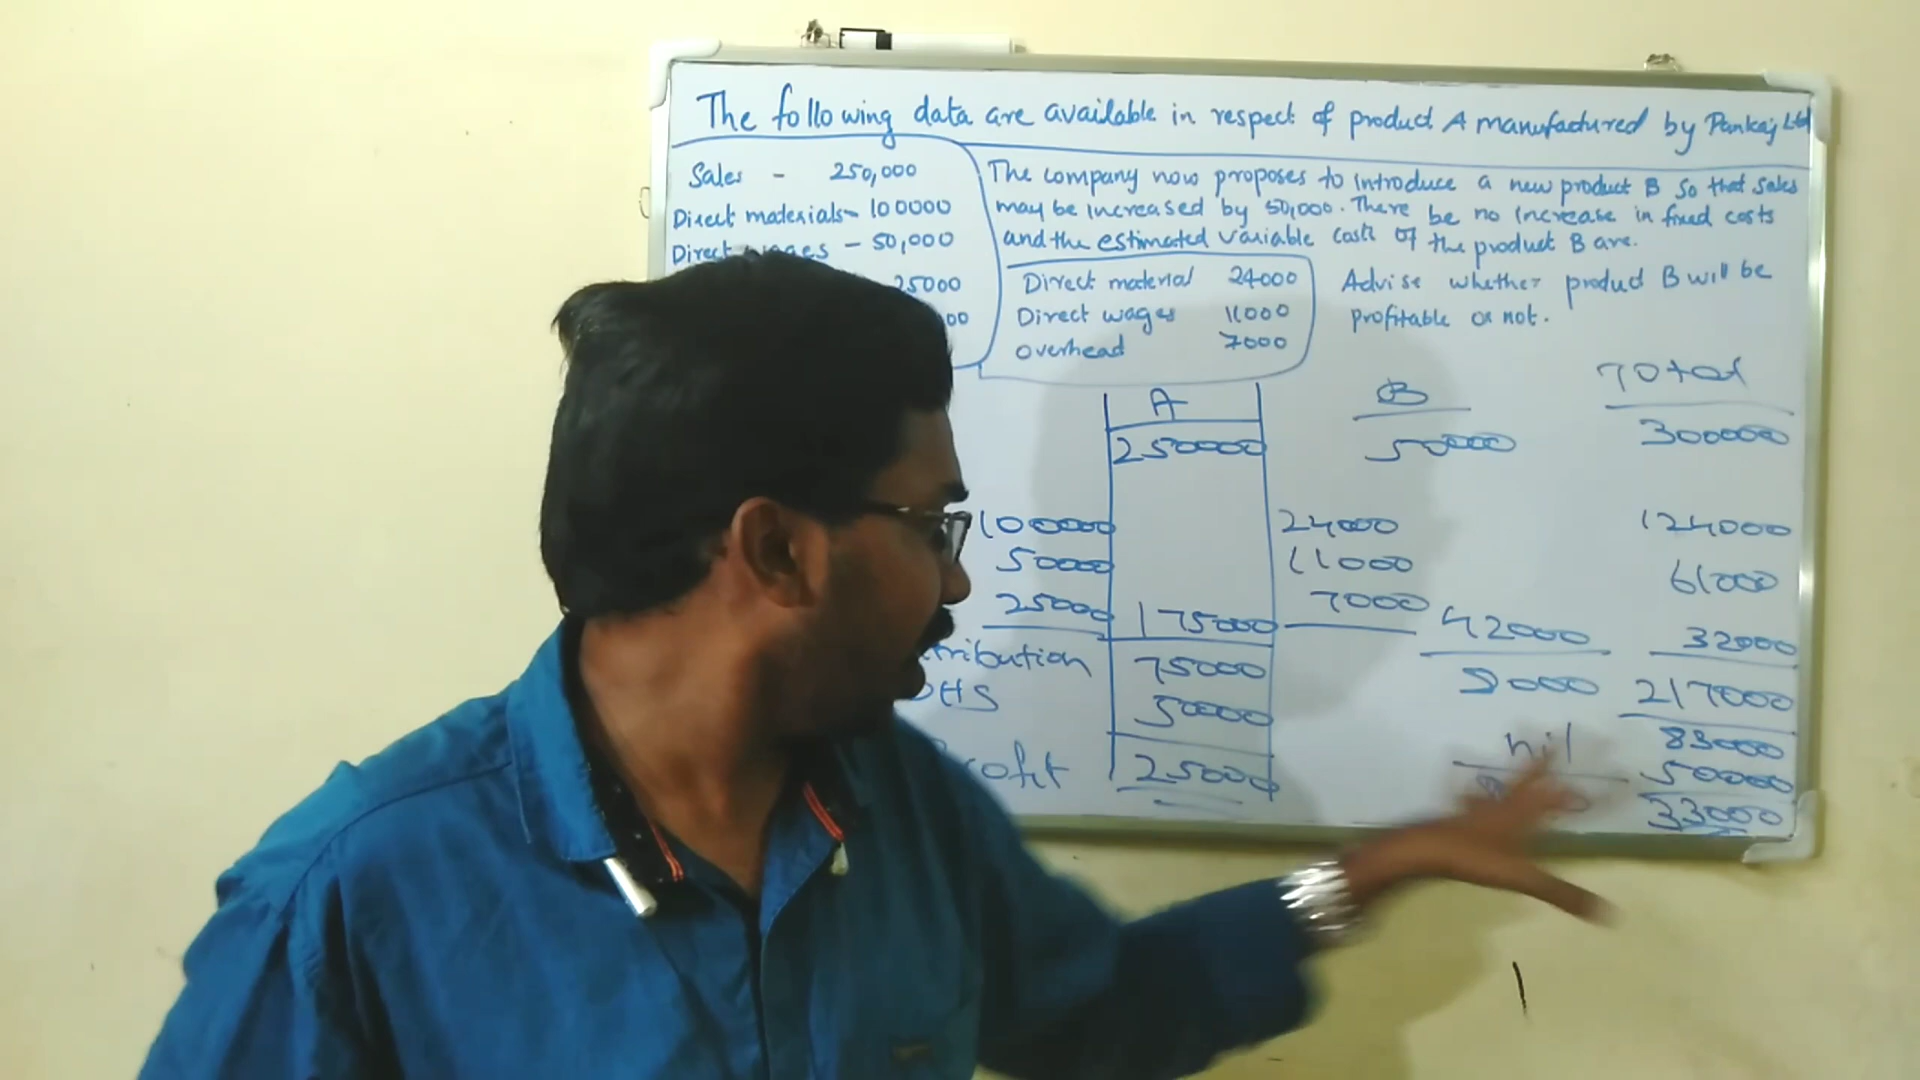 The following data are available in respect of product A manufactured by Pankaj Ltd
Sales - 250,000
Direct materials - 100000
Direct wages - 50,000
25000
00
The company now proposes to introduce a new product B so that sales
may be increased by 50,000. There be no increase in fixed costs
and the estimated variable costs of the product B are.
Direct material 24000
Direct wages 11000
overhead 7000
Advise whether product B will be
profitable or not.
A B Total
250000 50000 300000
100000 24000 124000
50000 11000 61000
25000 175000 7000 42000 32000
tribution 75000 8000 217000
OHS 50000 nil 83000
50000
rofit 25000 33000